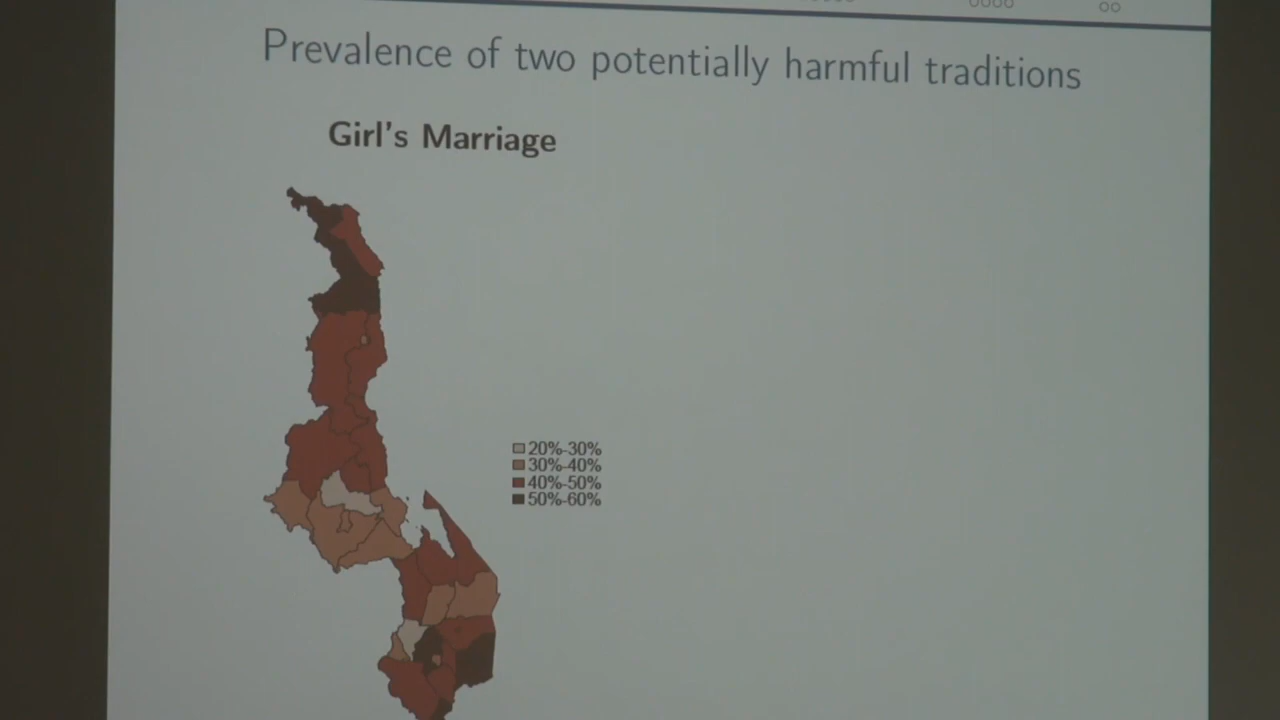 Prevalence of two potentially harmful traditions
Girl's Marriage
20%-30%
30%-40%
40%-50%
50%-60%